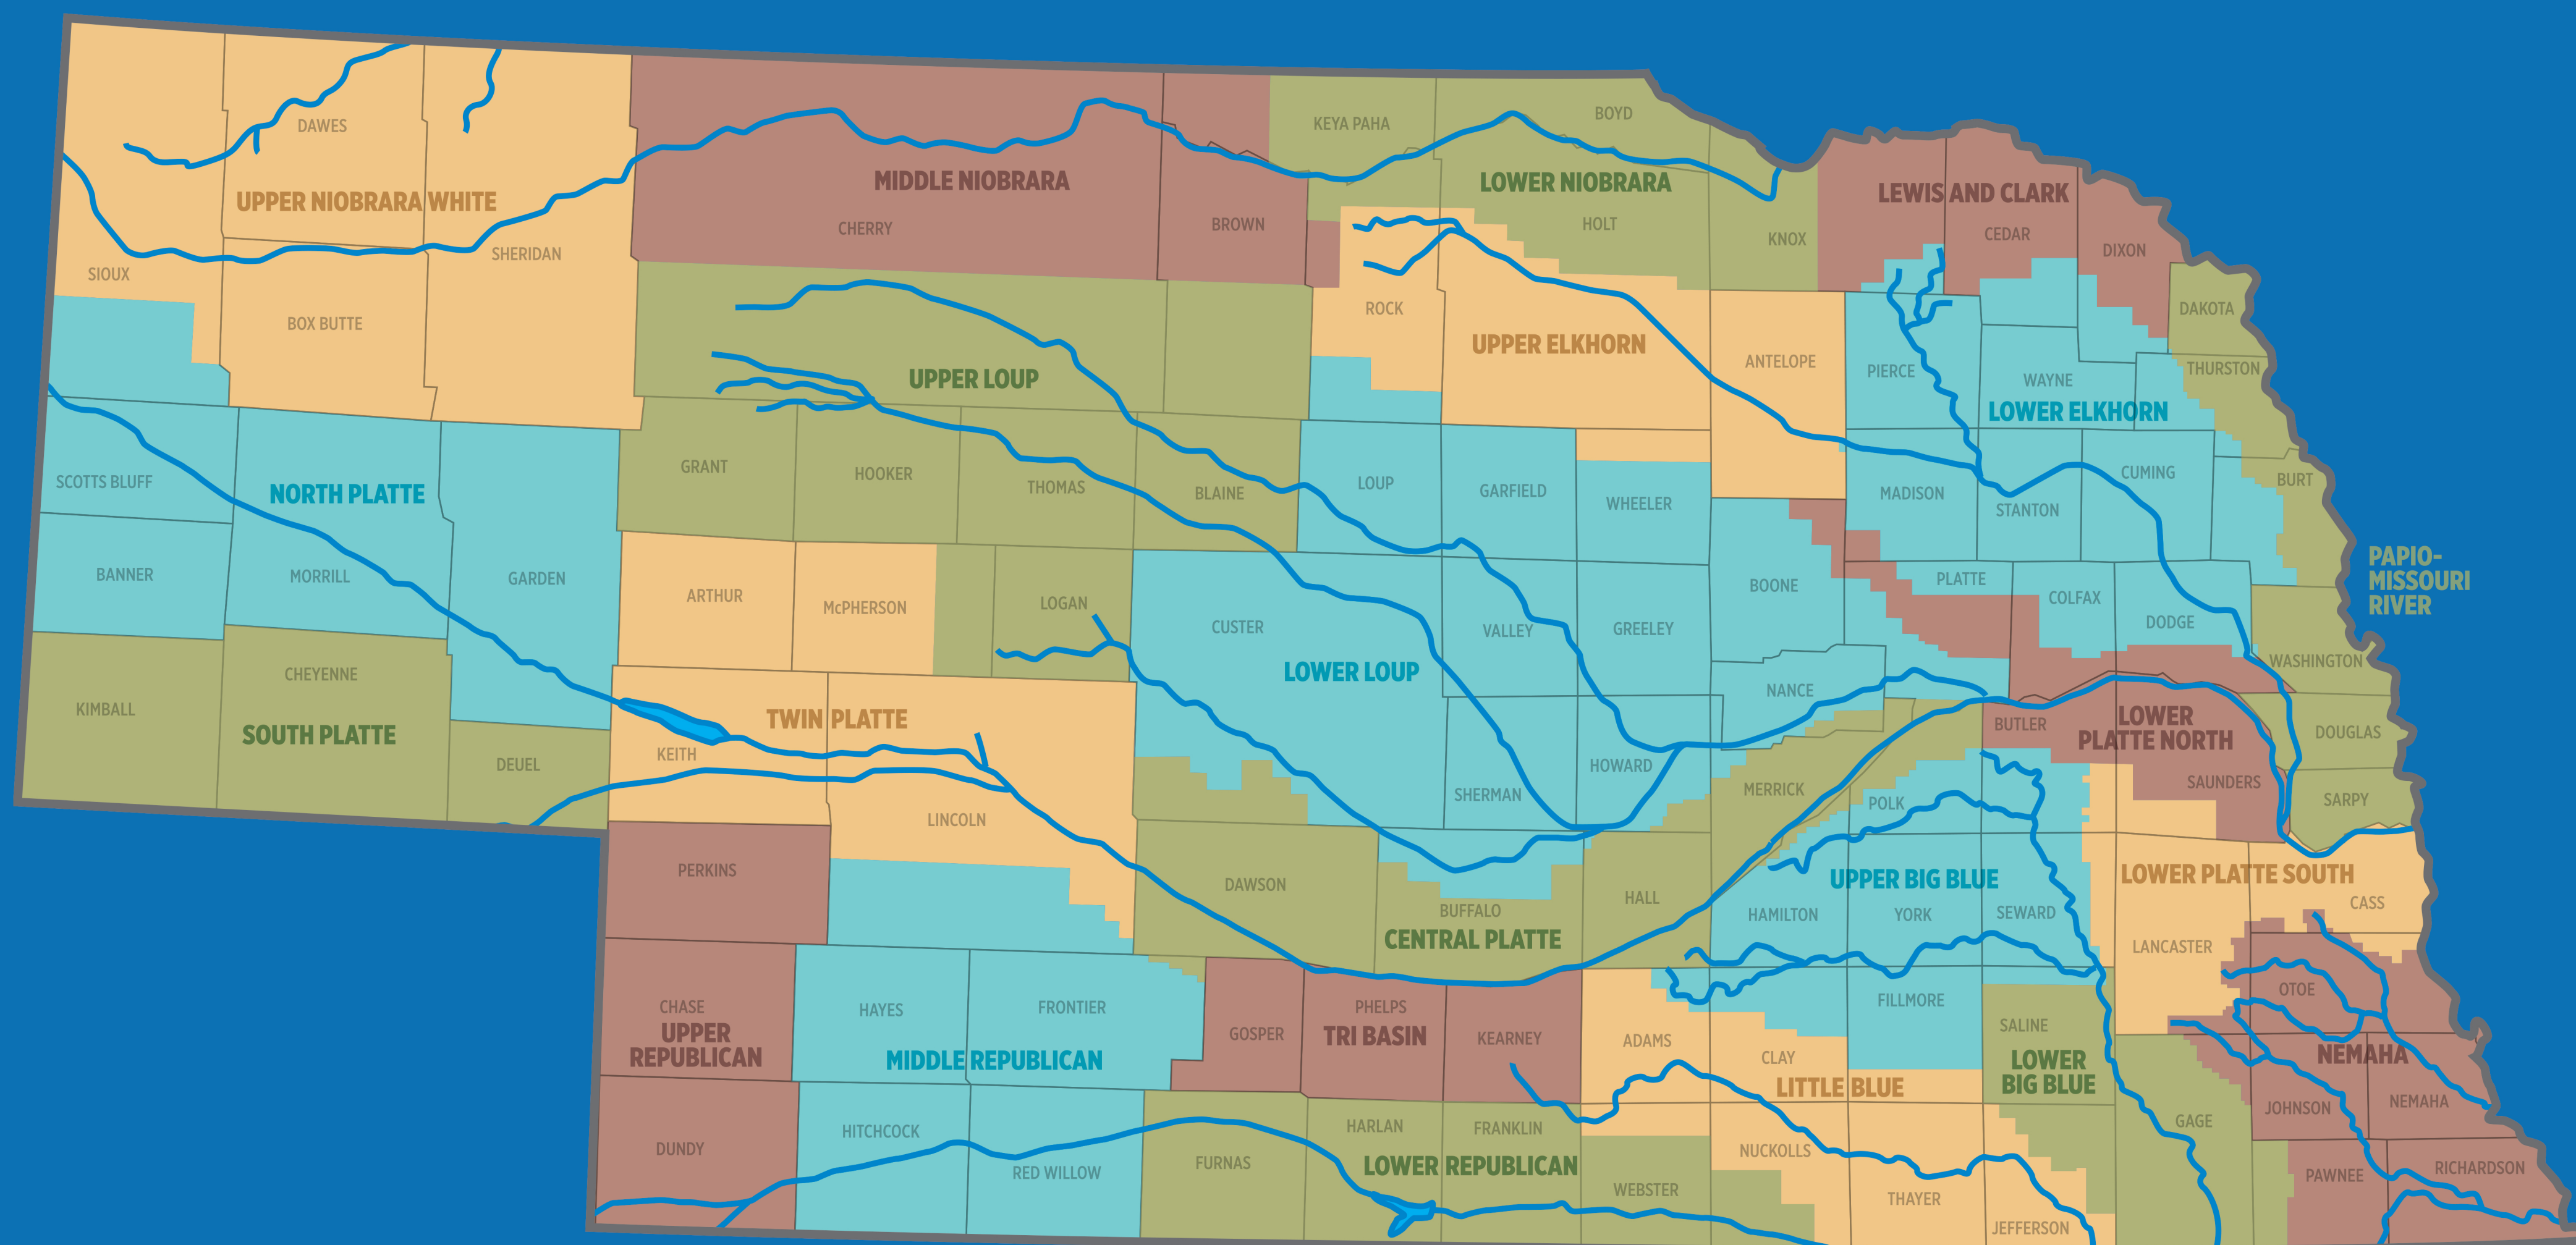 DAWES
UPPER NIOBRARA WHITE
SIOUX
SHERIDAN
BOX BUTTE
MIDDLE NIOBRARA
CHERRY
BROWN
KEYA PAHA
BOYD
LOWER NIOBRARA
HOLT
KNOX
LEWIS AND CLARK
CEDAR
DIXON
DAKOTA
THURSTON
ROCK
UPPER ELKHORN
ANTELOPE
PIERCE
WAYNE
LOWER ELKHORN
UPPER LOUP
SCOTTS BLUFF
NORTH PLATTE
GRANT
HOOKER
THOMAS
BLAINE
LOUP
GARFIELD
WHEELER
MADISON
STANTON
CUMING
BURT
BANNER
MORRILL
GARDEN
ARTHUR
McPHERSON
LOGAN
CUSTER
VALLEY
GREELEY
BOONE
PLATTE
COLFAX
DODGE
PAPIO-
MISSOURI
RIVER
WASHINGTON
LOWER LOUP
NANCE
KIMBALL
CHEYENNE
SOUTH PLATTE
DEUEL
TWIN PLATTE
KEITH
LINCOLN
SHERMAN
HOWARD
MERRICK
POLK
BUTLER
LOWER
PLATTE NORTH
SAUNDERS
DOUGLAS
SARPY
PERKINS
DAWSON
BUFFALO
CENTRAL PLATTE
HALL
UPPER BIG BLUE
HAMILTON
YORK
SEWARD
LOWER PLATTE SOUTH
CASS
LANCASTER
OTOE
CHASE
UPPER
REPUBLICAN
HAYES
FRONTIER
MIDDLE REPUBLICAN
GOSPER
PHELPS
TRI BASIN
KEARNEY
ADAMS
CLAY
FILLMORE
LITTLE BLUE
SALINE
LOWER
BIG BLUE
NEMAHA
JOHNSON
NEMAHA
GAGE
DUNDY
HITCHCOCK
RED WILLOW
FURNAS
HARLAN
FRANKLIN
LOWER REPUBLICAN
WEBSTER
NUCKOLLS
THAYER
JEFFERSON
PAWNEE
RICHARDSON